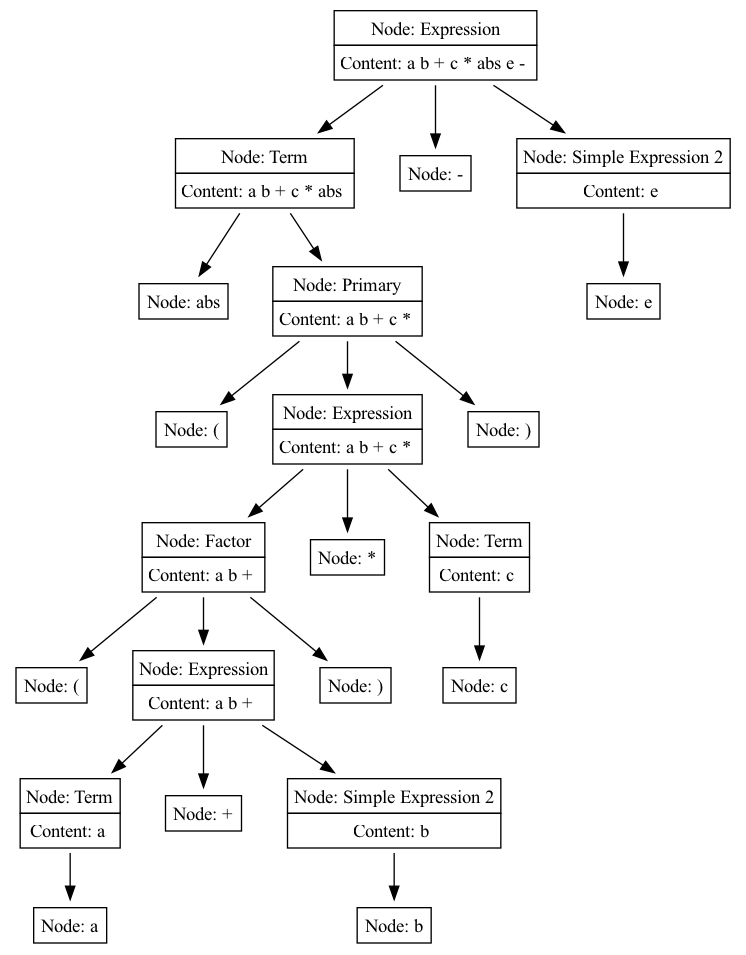 Node: Expression
Content: a b + c * abs e -
Node: Term
Content: a b + c * abs
Node: -
Node: Simple Expression 2
Content: e
Node: abs
Node: Primary
Content: a b + c *
Node: e
Node: (
Node: Expression
Content: a b + c *
Node: )
Node: Factor
Content: a b +
Node: *
Node: Term
Content: c
Node: (
Node: Expression
Content: a b +
Node: )
Node: c
Node: Term
Content: a
Node: +
Node: Simple Expression 2
Content: b
Node: a
Node: b